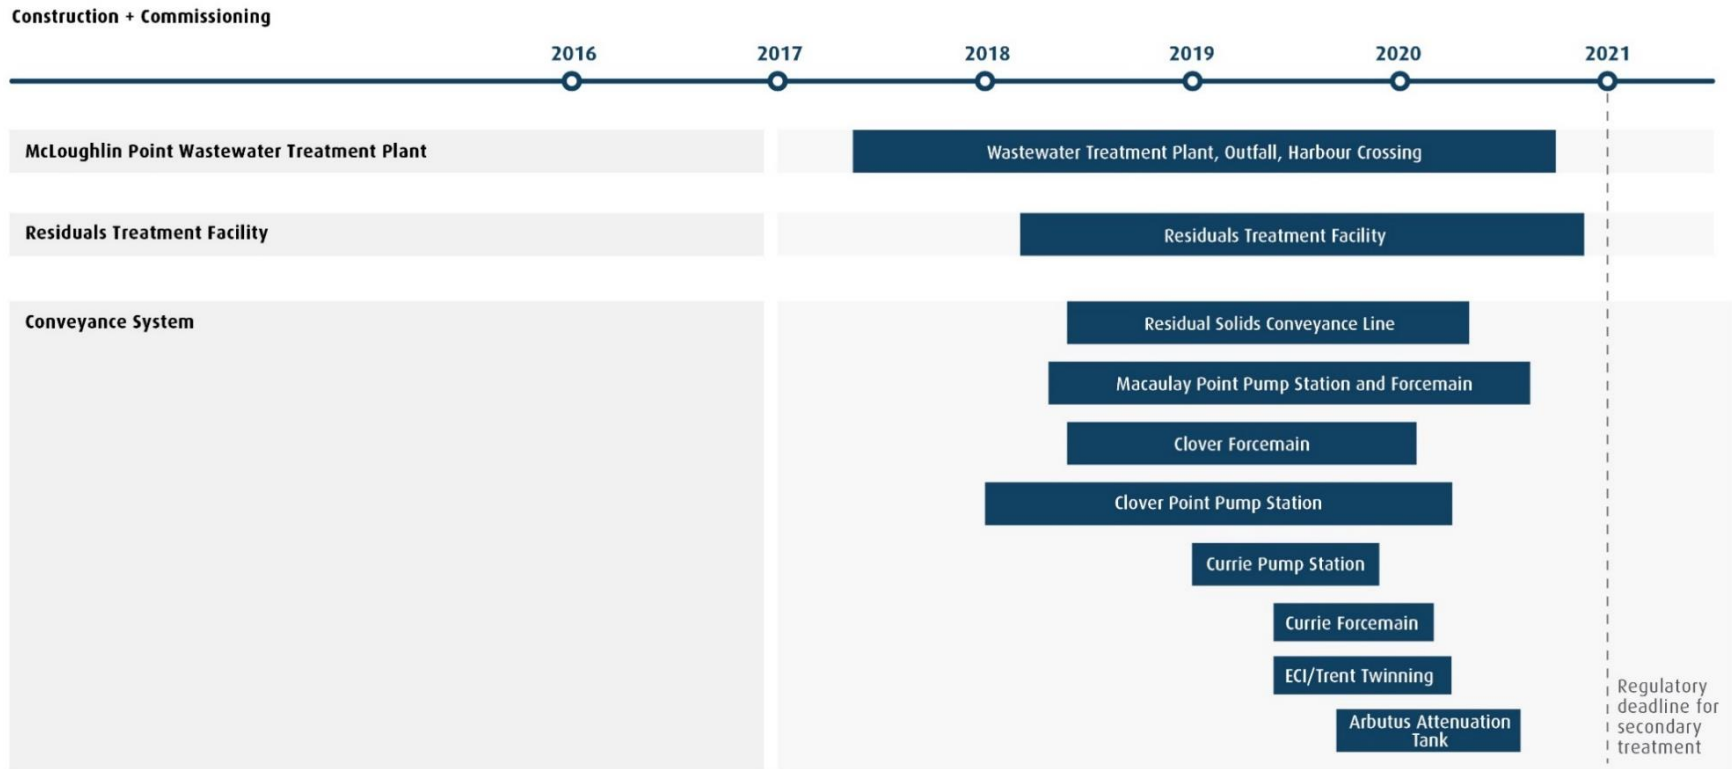 Construction + Commissioning
2016 2017 2018 2019 2020 2021
McLoughlin Point Wastewater Treatment Plant
Wastewater Treatment Plant, Outfall, Harbour Crossing
Residuals Treatment Facility
Residuals Treatment Facility
Conveyance System
Residual Solids Conveyance Line
Macaulay Point Pump Station and Forcemain
Clover Forcemain
Clover Point Pump Station
Currie Pump Station
Currie Forcemain
ECI/Trent Twinning
Arbutus Attenuation
Tank
Regulatory
deadline for
secondary
treatment